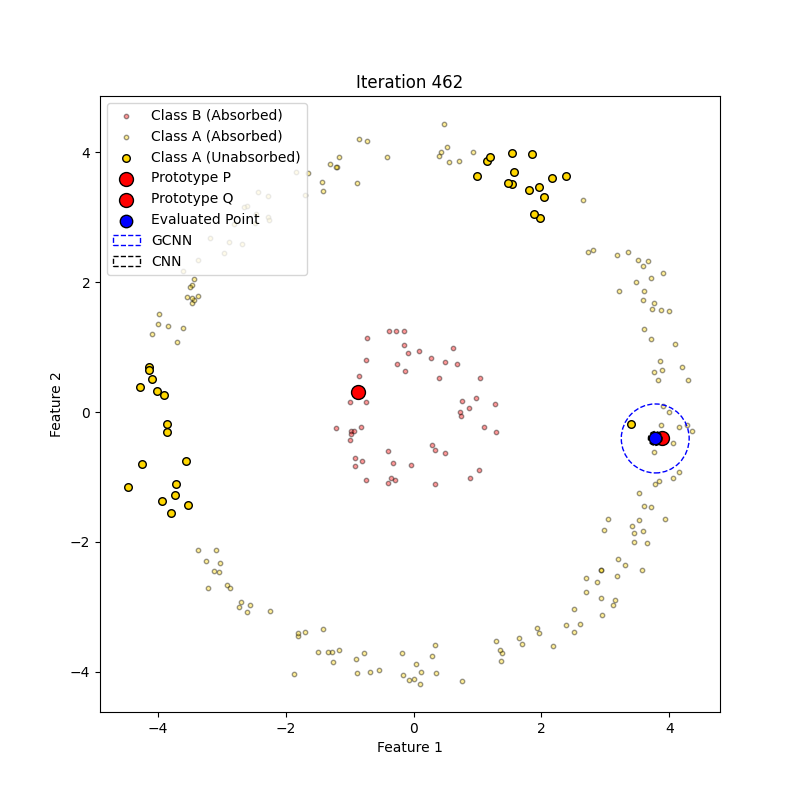 Iteration 462
Class B (Absorbed)
Class A (Absorbed)
Class A (Unabsorbed)
Prototype P
Prototype Q
Evaluated Point
GCNN
CNN
4
2
0
−2
−4
Feature 2
−4
−2
0
2
4
Feature 1